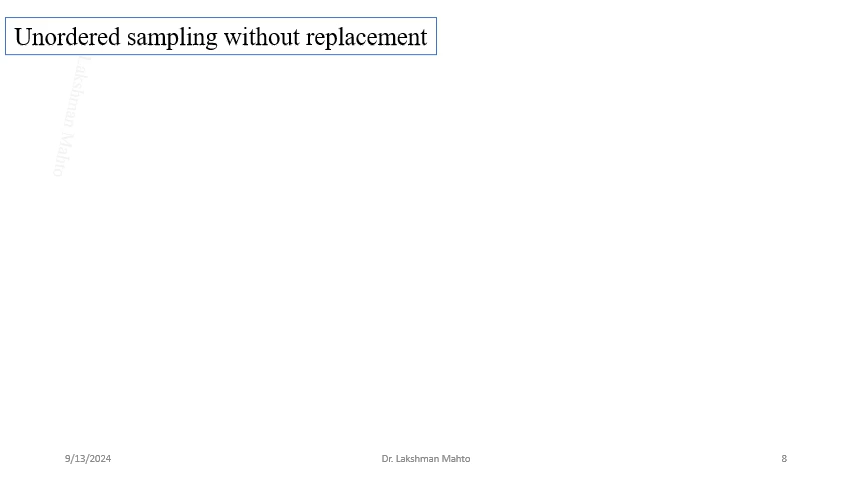 Unordered sampling without replacement
Lakshman Mahto
9/13/2024
Dr. Lakshman Mahto
8